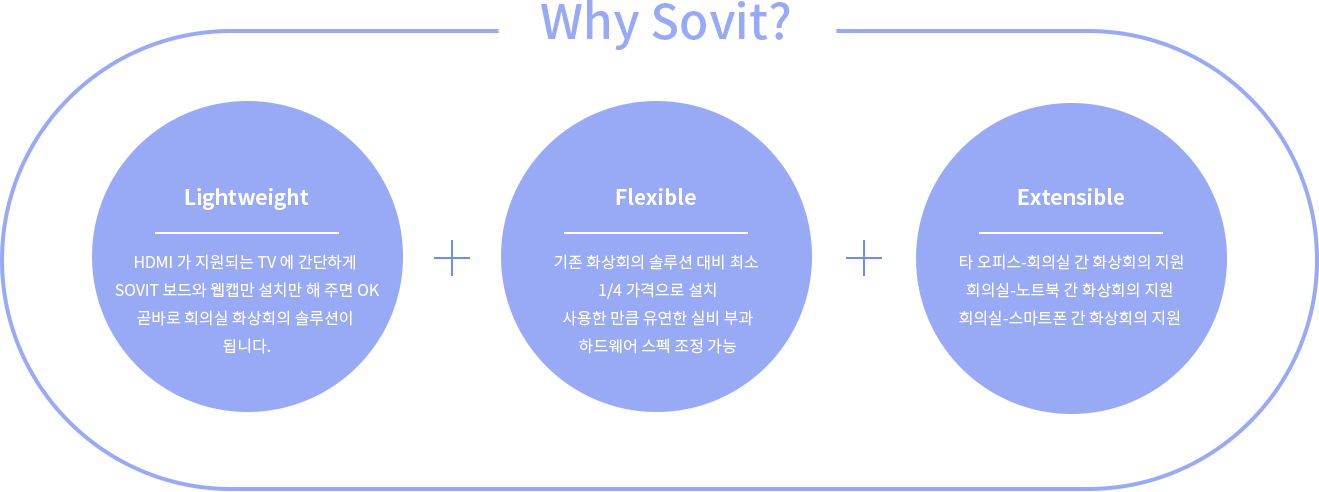 Why Sovit?
Lightweight
HDMI 가 지원되는 TV 에 간단하게
SOVIT 보드와 웹캡만 설치만 해 주면 OK
곧바로 회의실 화상회의 솔루션이
됩니다.
Flexible
기존 화상회의 솔루션 대비 최소
1/4 가격으로 설치
사용한 만큼 유연한 실비 부과
하드웨어 스펙 조정 가능
Extensible
타 오피스-회의실 간 화상회의 지원
회의실-노트북 간 화상회의 지원
회의실-스마트폰 간 화상회의 지원